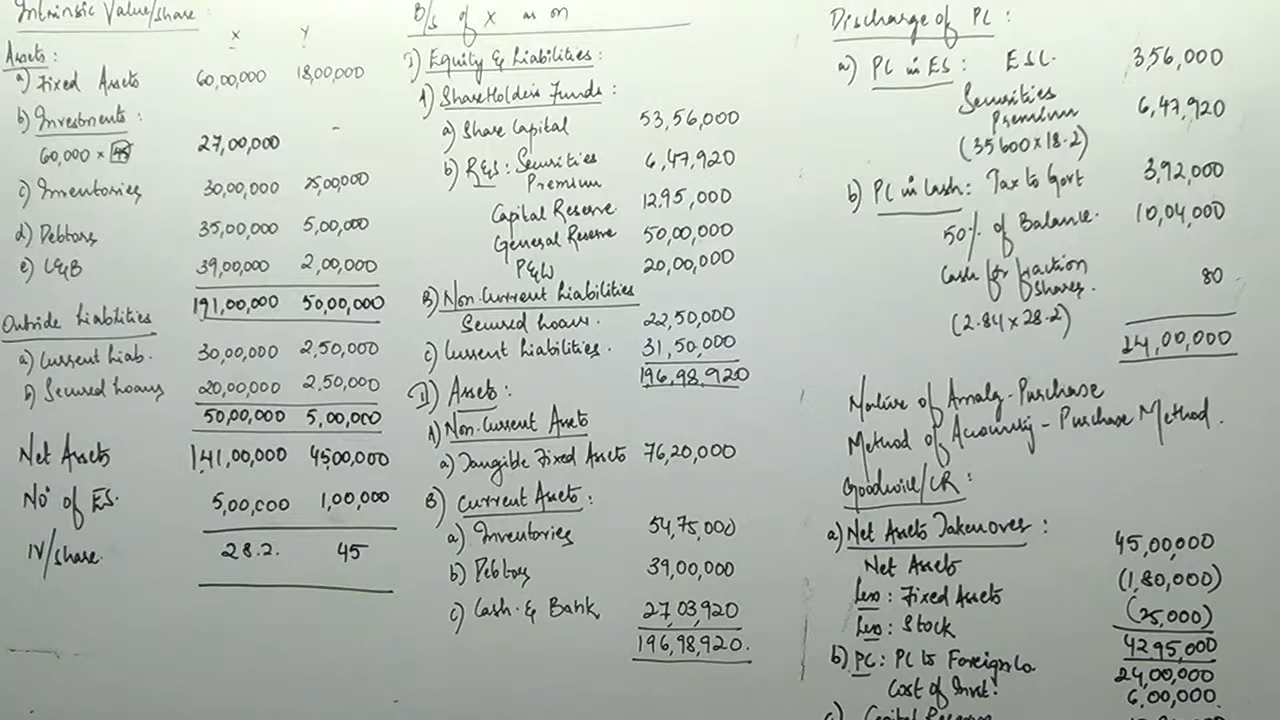 Intrinsic Value/share:
X Y
Assets:
a) Fixed Assets 60,00,000 18,00,000
b) Investments: -
60,000 x 45 27,00,000
c) Inventories 30,00,000 25,00,000
d) Debtors 35,00,000 5,00,000
e) C&B 39,00,000 2,00,000
191,00,000 50,00,000
Outside Liabilities
a) Current Liab. 30,00,000 2,50,000
b) Secured Loans 20,00,000 2,50,000
50,00,000 5,00,000
Net Assets 1,41,00,000 45,00,000
No of ES. 5,00,000 1,00,000
IV/share 28.2. 45
B/S of X as on
I) Equity & Liabilities:
A) ShareHolders Funds:
a) Share Capital 53,56,000
b) R&S: Securities Premium 6,47,920
Capital Reserve 12,95,000
General Reserve 50,00,000
P&L 20,00,000
B) Non Current Liabilities
Secured Loans. 22,50,000
C) Current Liabilities. 31,50,000
196,98,920
II) Assets:
A) Non-Current Assets
a) Tangible Fixed Assets 76,20,000
B) Current Assets:
a) Inventories 54,75,000
b) Debtors 39,00,000
c) Cash & Bank 27,03,920
196,98,920.
Discharge of PC:
a) PC in ES: ESC. 3,56,000
Securities
Premium 6,47,920
(35600 x 18.2)
b) PC in Cash: Tax to Govt 3,92,000
50% of Balance. 10,04,000
Cash for fraction
shares. 80
(2.84 x 28.2)
24,00,000
Nature of Amalg - Purchase
Method of Accounting - Purchase Method.
Goodwill/CR:
a) Net Assets Takenover:
Net Assets 45,00,000
Less: Fixed Assets (1,80,000)
Less: Stock (25,000)
42,95,000
b) PC: PC to Foreign Co 24,00,000
Cost of Invt: 6,00,000
c) Capital Reserve